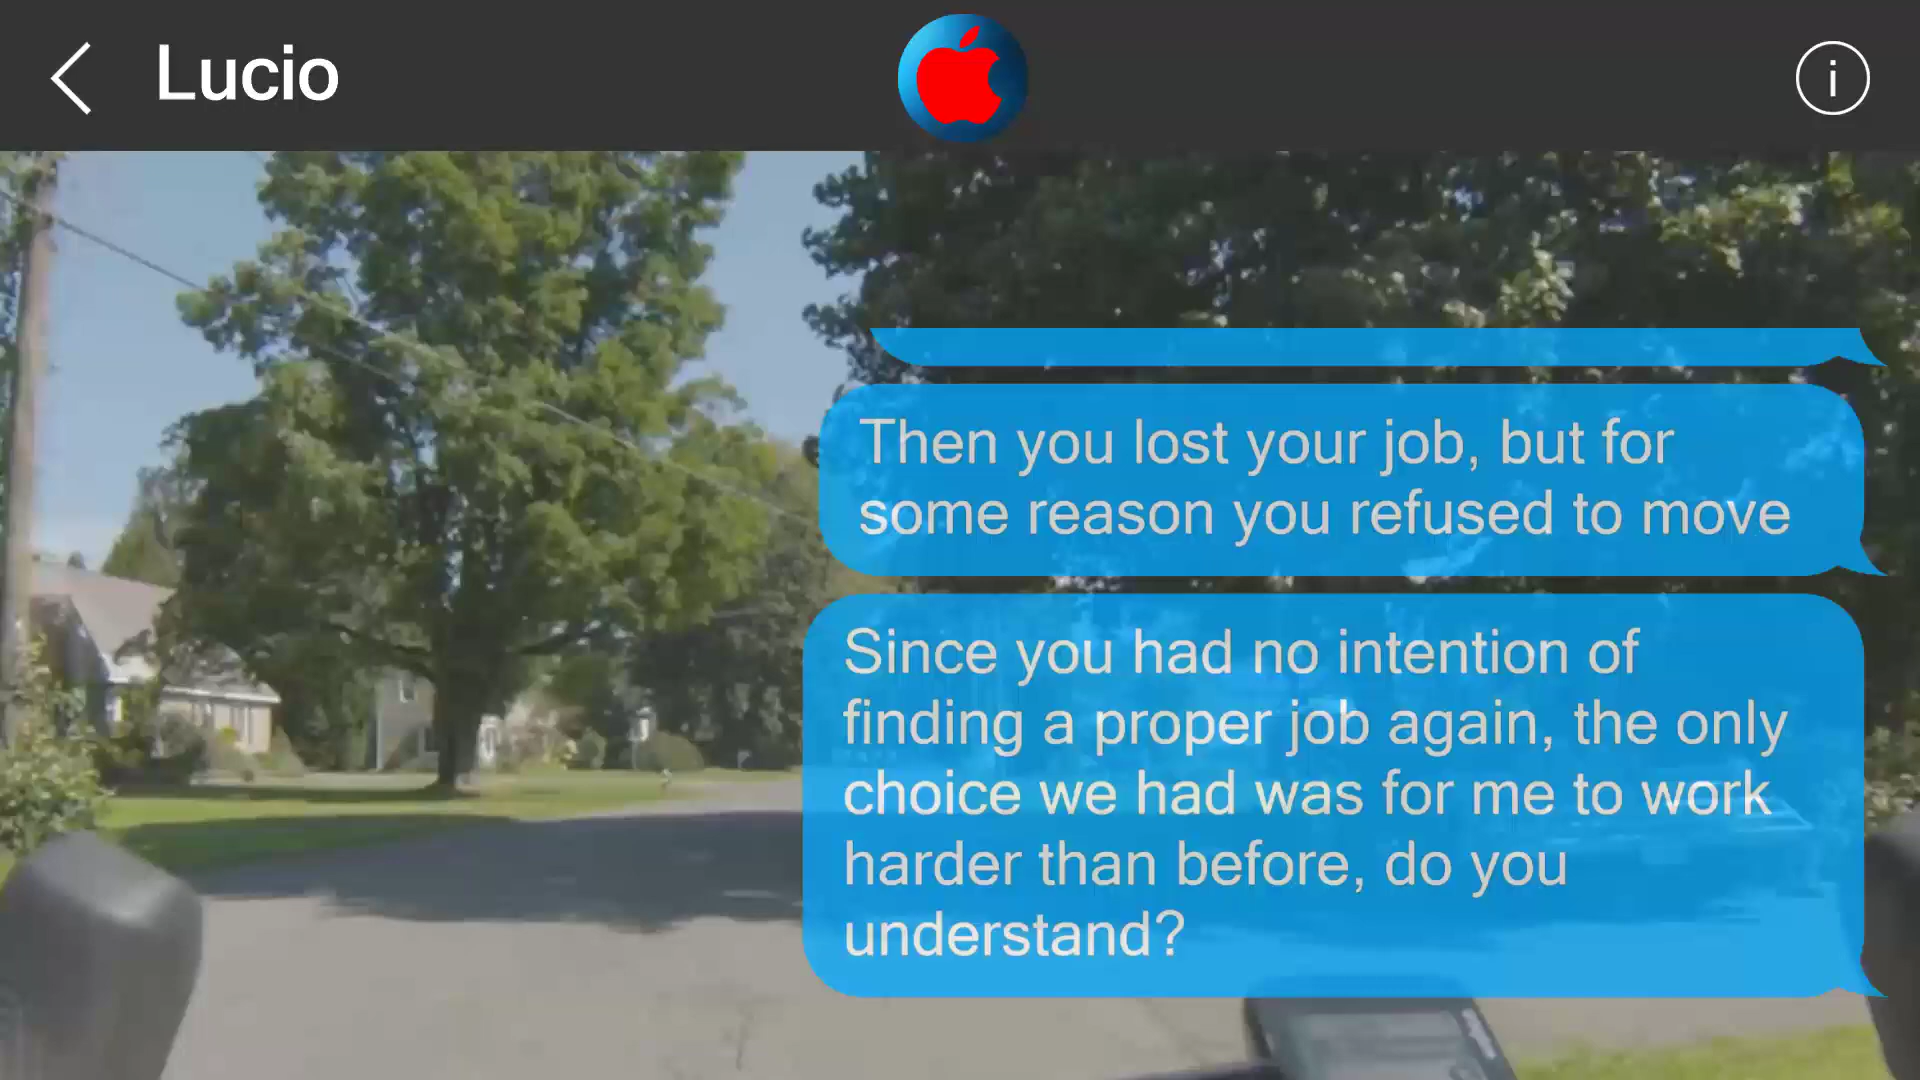 Lucio
i
Then you lost your job, but for
some reason you refused to move
Since you had no intention of
finding a proper job again, the only
choice we had was for me to work
harder than before, do you
understand?